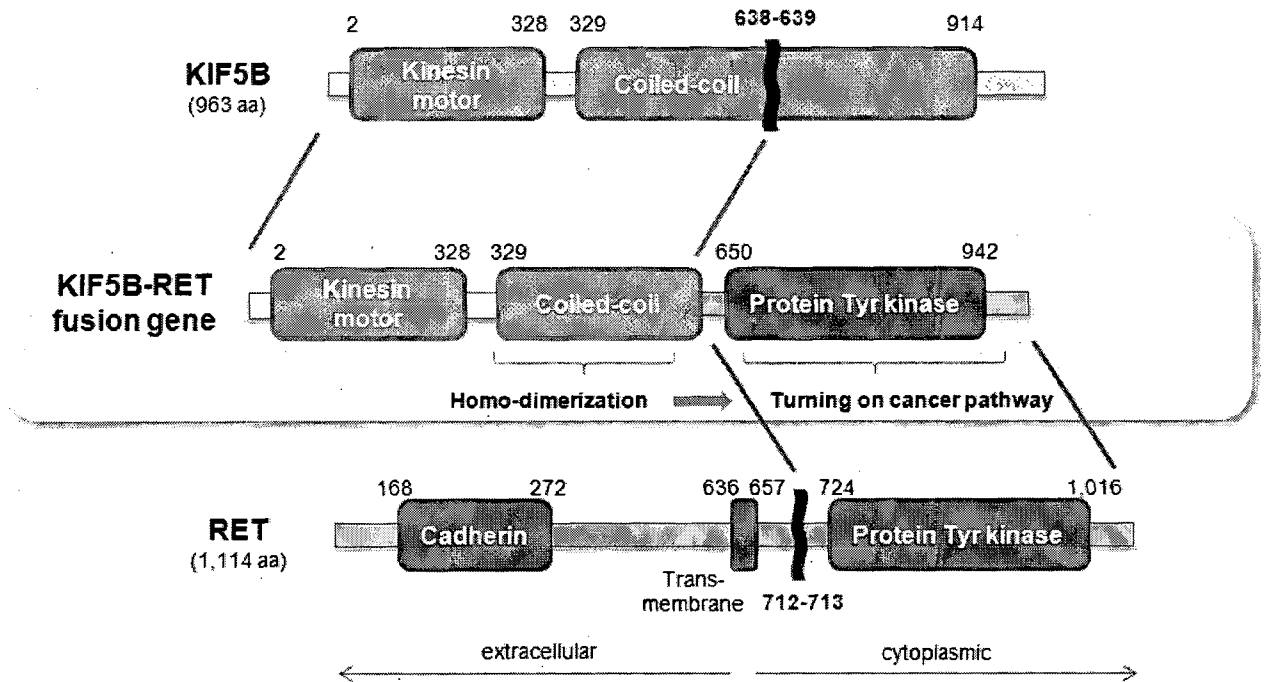 2 328 329 638-639 914
KIF5B
(963 aa)
Kinesin
motor
Coiled-coil
2 328 329 650 942
KIF5B-RET
fusion gene
Kinesin
motor
Coiled-coil
Protein Tyr kinase
Homo-dimerization
Turning on cancer pathway
168 272 636 657 724 1,016
RET
(1,114 aa)
Cadherin
Protein Tyr kinase
Trans-
membrane
712-713
extracellular
cytoplasmic